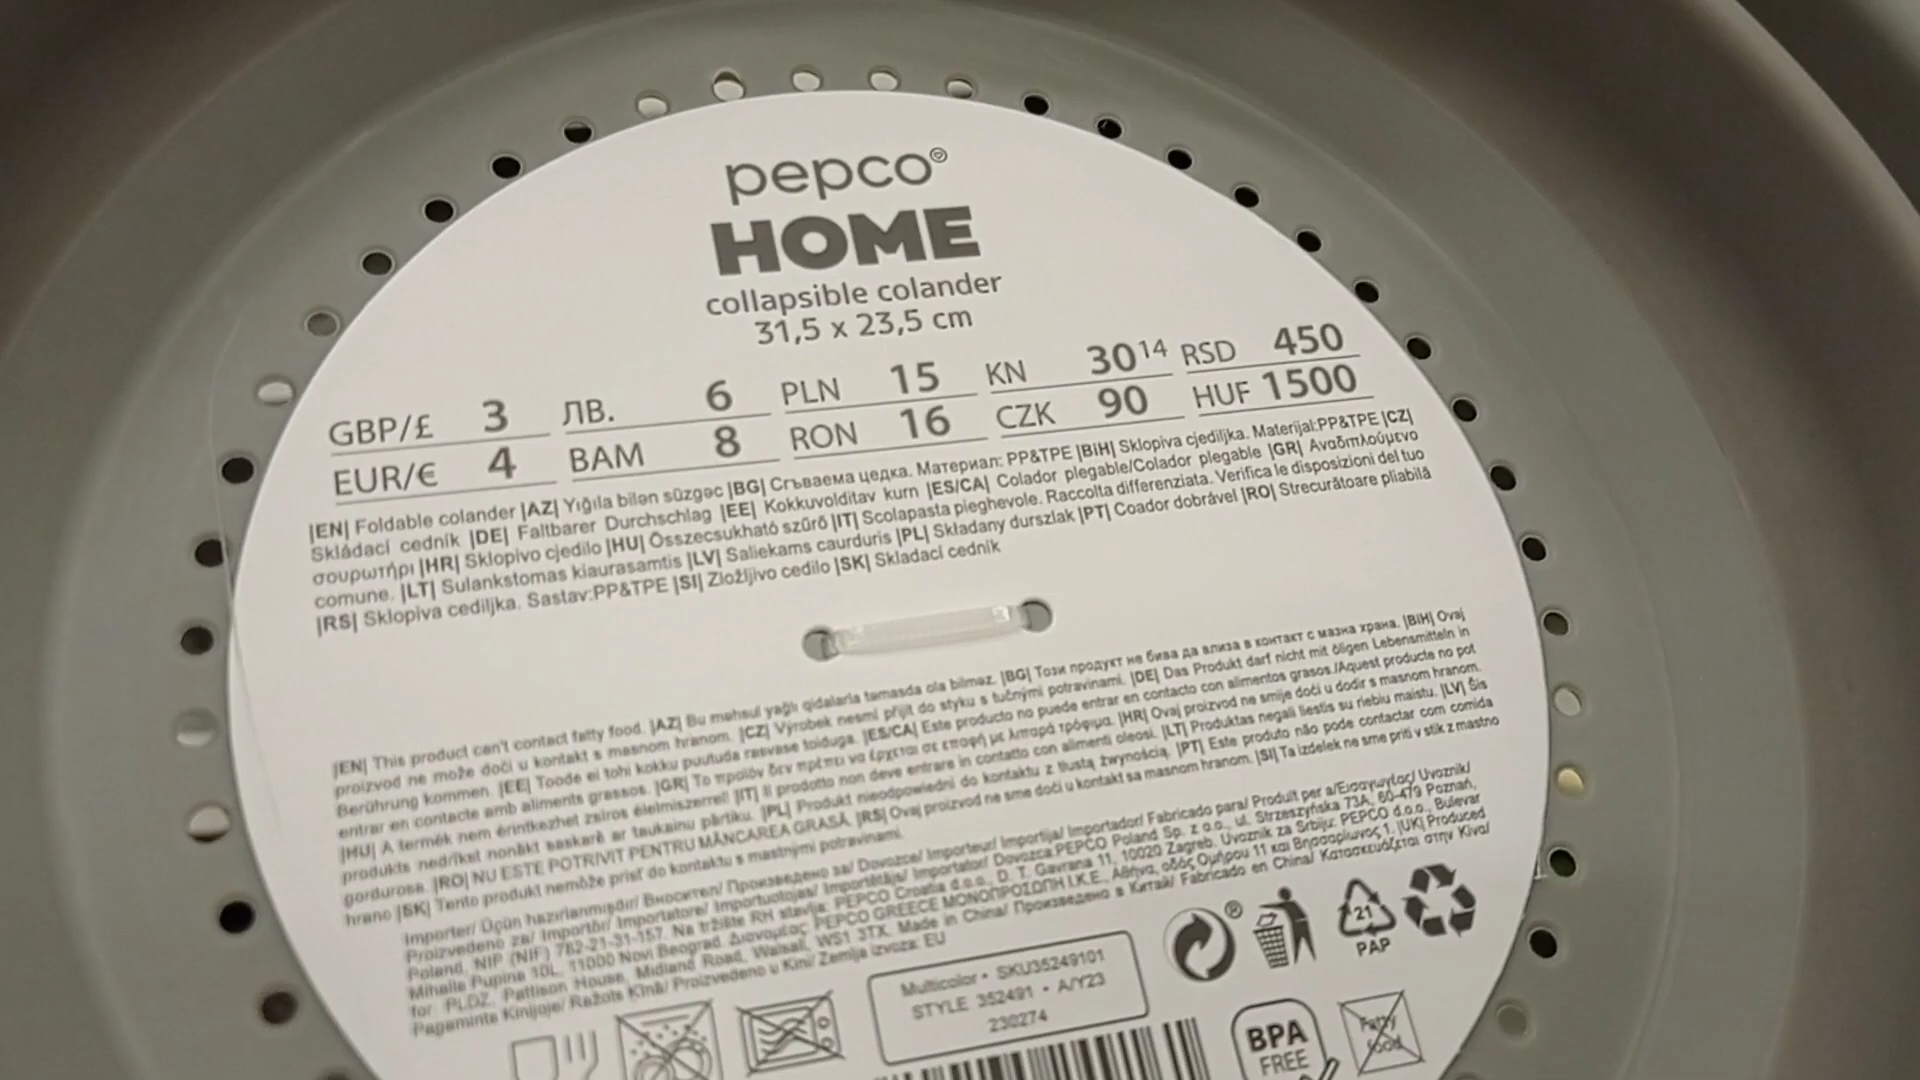 pepco
HOME
collapsible colander
31,5 x 23,5 cm
GBP/£ 3 ЛВ. 6 PLN 15 KN 30¹⁴ RSD 450
EUR/€ 4 BAM 8 RON 16 CZK 90 HUF 1500
|EN| Foldable colander |AZ| Yığıla bilən süzgəc |BG| Сгъваема цедка. Материал: PP&TPE |BiH| Sklopiva cjediljka. Materijal:PP&TPE |CZ|
Skládací cedník |DE| Faltbarer Durchschlag |EE| Kokkuvolditav kurn |ES/CA| Colador plegable/Colador plegable |GR| Αναδιπλούμενο
σουρωτήρι |HR| Sklopivo cjedilo |HU| Összecsukható szűrő |IT| Scolapasta pieghevole. Raccolta differenziata. Verifica le disposizioni del tuo
comune. |LT| Sulankstomas kiaurasamtis |LV| Saliekams caurduris |PL| Składany durszlak |PT| Coador dobrável |RO| Strecurătoare pliabilă
|RS| Sklopiva cediljka. Sastav:PP&TPE |SI| Zložljivo cedilo |SK| Skladací cedník
|EN| This product can't contact fatty food. |AZ| Bu məhsul yağlı qidalarla təmasda ola bilməz. |BG| Този продукт не бива да влиза в контакт с мазна храна. |BiH| Ovaj
proizvod ne može doći u kontakt s masnom hranom. |CZ| Výrobek nesmí přijít do styku s tučnými potravinami. |DE| Das Produkt darf nicht mit öligen Lebensmitteln in
Berührung kommen. |EE| Toode ei tohi kokku puutuda rasvase toiduga. |ES/CA| Este producto no puede entrar en contacto con alimentos grasos./Aquest producte no pot
entrar en contacte amb aliments grassos. |GR| Το προϊόν δεν πρέπει να έρχεται σε επαφή με λιπαρά τρόφιμα. |HR| Ovaj proizvod ne smije doći u dodir s masnom hranom.
|HU| A termék nem érintkezhet zsíros élelmiszerrel! |IT| Il prodotto non deve entrare in contatto con alimenti oleosi. |LT| Produktas negali liestis su riebiu maistu. |LV| Šis
produkts nedrīkst nonākt saskarē ar taukainu pārtiku. |PL| Produkt nieodpowiedni do kontaktu z tłustą żywnością. |PT| Este produto não pode contactar com comida
gordurosa. |RO| NU ESTE POTRIVIT PENTRU MÂNCAREA GRASĂ. |RS| Ovaj proizvod ne sme doći u kontakt sa masnom hranom. |SI| Ta izdelek ne sme priti v stik z mastno
hrano |SK| Tento produkt nemôže prísť do kontaktu s mastnými potravinami.
Importer/ Üçün hazırlanmışdır/ Вносител/ Произведено за/ Dovozce/ Importeur/ Importija/ Importador/ Fabricado para/ Produït per a/Εισαγωγέας/ Uvoznik/
Proizvedeno za/ Importőr/ Importatore/ Importuotojas/ Importētājs/ Importator/ Dovozca:PEPCO Poland Sp. z o.o., ul. Strzeszyńska 73A, 60-479 Poznań,
Poland, NIP (NIF) 782-21-31-157. Na tržište RH stavlja: PEPCO Croatia d.o.o., D. T. Gavrana 11, 10020 Zagreb. Uvoznik za Srbiju: PEPCO d.o.o., Bulevar
Mihaila Pupina 10L, 11000 Novi Beograd. Διανομέας: PEPCO GREECE ΜΟΝΟΠΡΟΣΩΠΗ Ι.Κ.Ε., Αθήνα, οδός Ομήρου 11 και Βησσαρίωνος 1. |UK| Produced
for PLDZ, Pattison House, Midland Road, Walsall, WS1 3TX. Made in China/ Произведено в Китай/ Fabricado en China/ Κατασκευάζεται στην Κίνα/
Pagaminta Kinijoje/ Ražots Ķīnā/ Proizvedeno u Kini/ Zemlja izvoza: EU
Multicolor • SKU35249101
STYLE 352491 • A/Y23
230274
21
PAP
BPA
FREE
Fatty
food